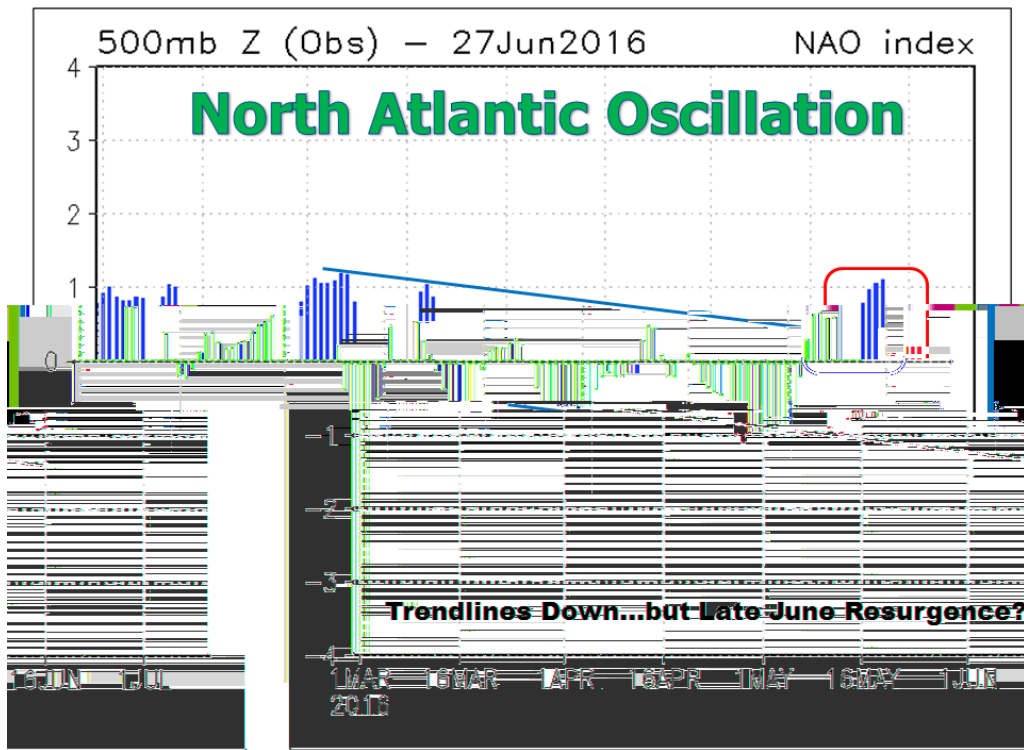 500mb Z (Obs) – 27Jun2016 NAO index
North Atlantic Oscillation
4
3
2
1
0
-1
-2
-3
-4
Trendlines Down...but Late June Resurgence?
16JUN 1JUL 1MAR 16MAR 1APR 16APR 1MAY 16MAY 1JUN
2016